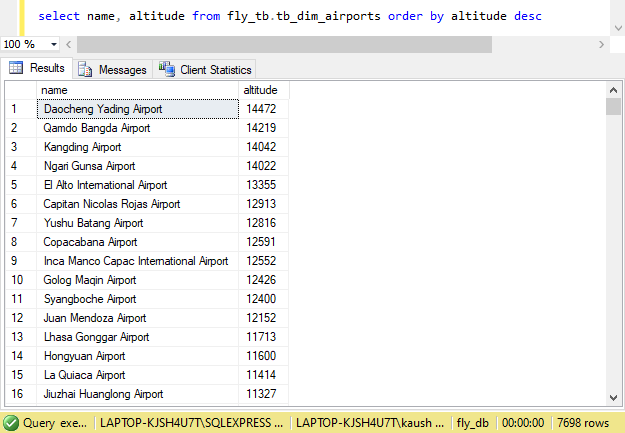 select name, altitude from fly_tb.tb_dim_airports order by altitude desc
100 %
Results Messages Client Statistics
name altitude
1 Daocheng Yading Airport 14472
2 Qamdo Bangda Airport 14219
3 Kangding Airport 14042
4 Ngari Gunsa Airport 14022
5 El Alto International Airport 13355
6 Capitan Nicolas Rojas Airport 12913
7 Yushu Batang Airport 12816
8 Copacabana Airport 12591
9 Inca Manco Capac International Airport 12552
10 Golog Maqin Airport 12426
11 Syangboche Airport 12400
12 Juan Mendoza Airport 12152
13 Lhasa Gonggar Airport 11713
14 Hongyuan Airport 11600
15 La Quiaca Airport 11414
16 Jiuzhai Huanglong Airport 11327
Query exe... LAPTOP-KJSH4U7T\SQLEXPRESS ... LAPTOP-KJSH4U7T\kaush ... fly_db 00:00:00 7698 rows